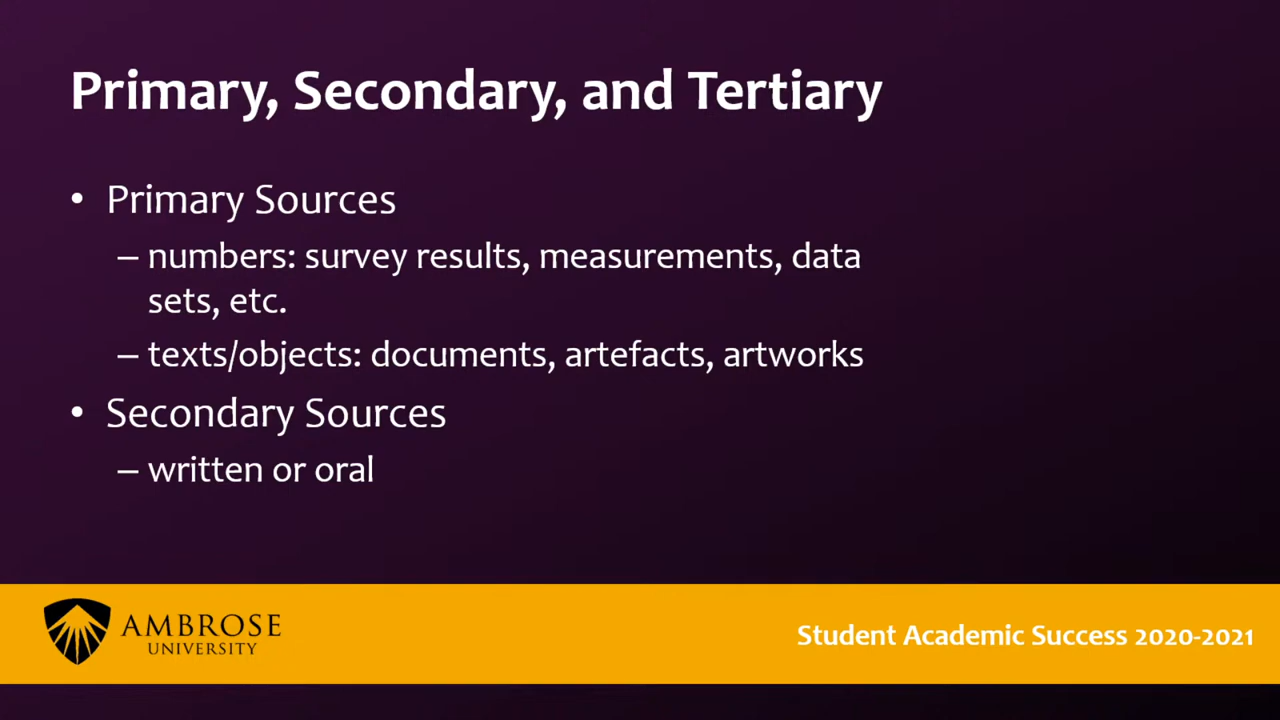 Primary, Secondary, and Tertiary
• Primary Sources
– numbers: survey results, measurements, data
sets, etc.
– texts/objects: documents, artefacts, artworks
• Secondary Sources
– written or oral
AMBROSE
UNIVERSITY
Student Academic Success 2020-2021